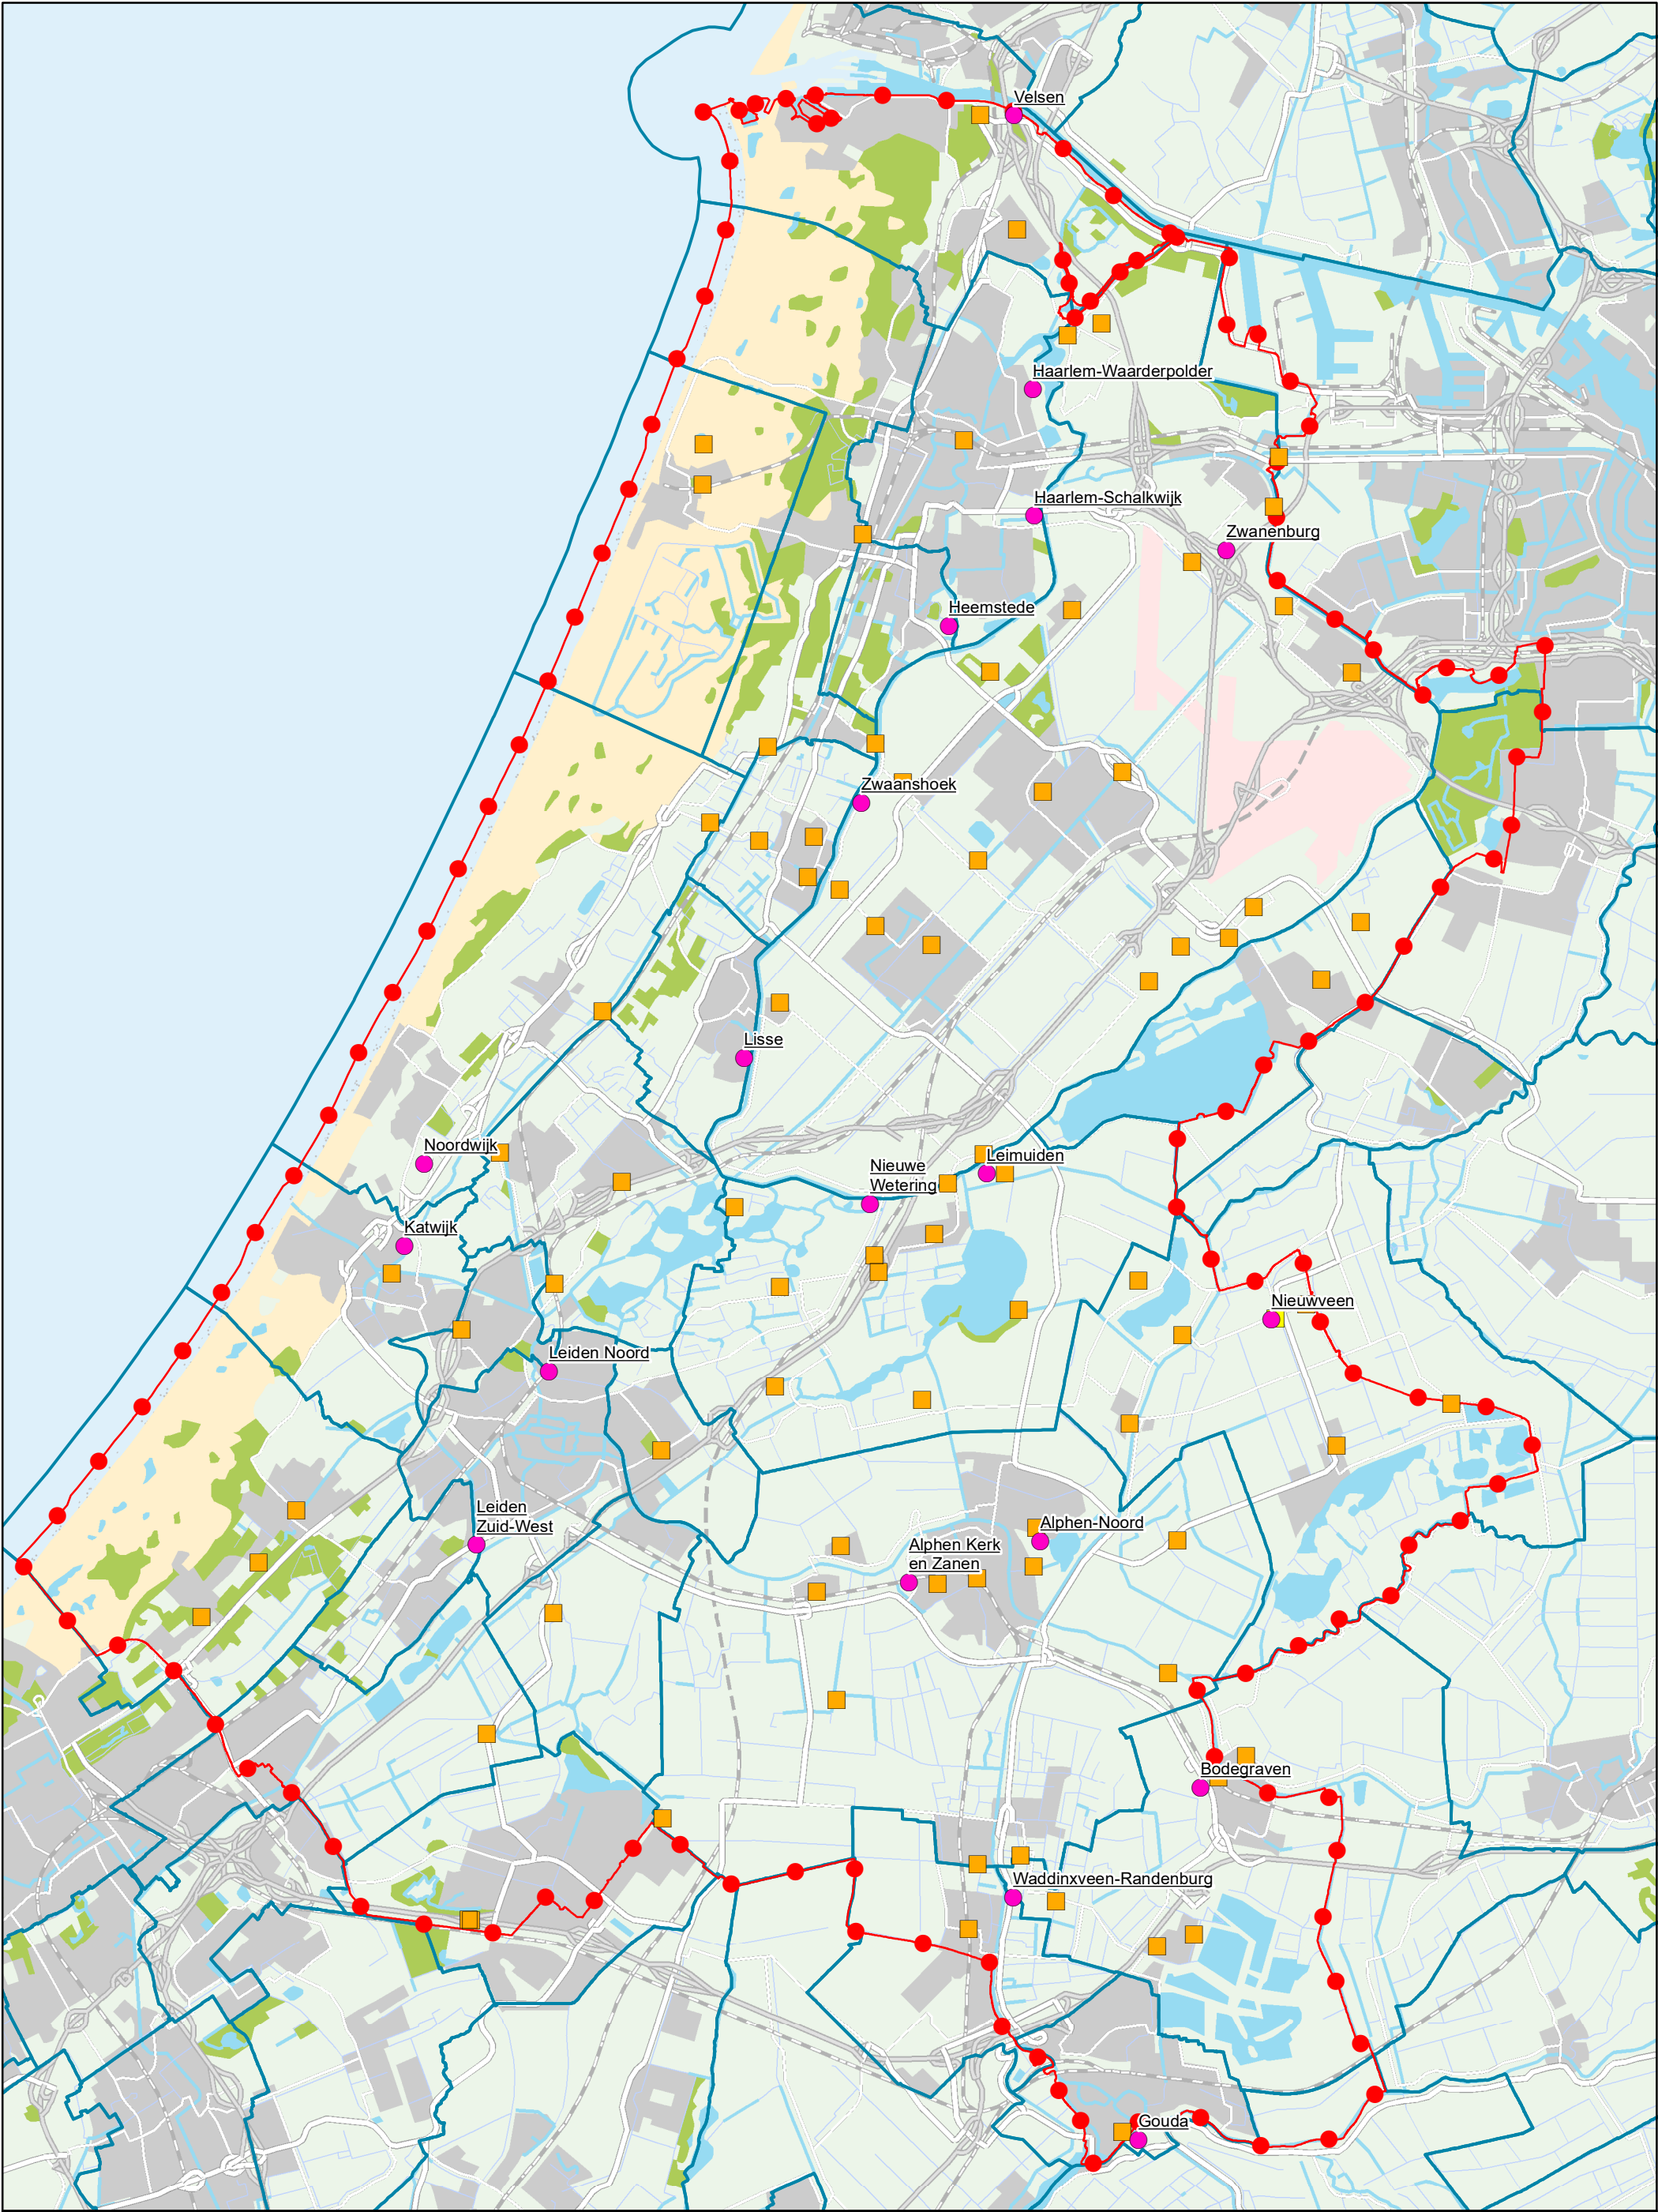 Velsen
Haarlem-Waarderpolder
Haarlem-Schalkwijk
Zwanenburg
Heemstede
Zwaanshoek
Lisse
Noordwijk
Leimuiden
Nieuwe
Wetering
Katwijk
Nieuwveen
Leiden Noord
Leiden
Zuid-West
Alphen-Noord
Alphen Kerk
en Zanen
Bodegraven
Waddinxveen-Randenburg
Gouda